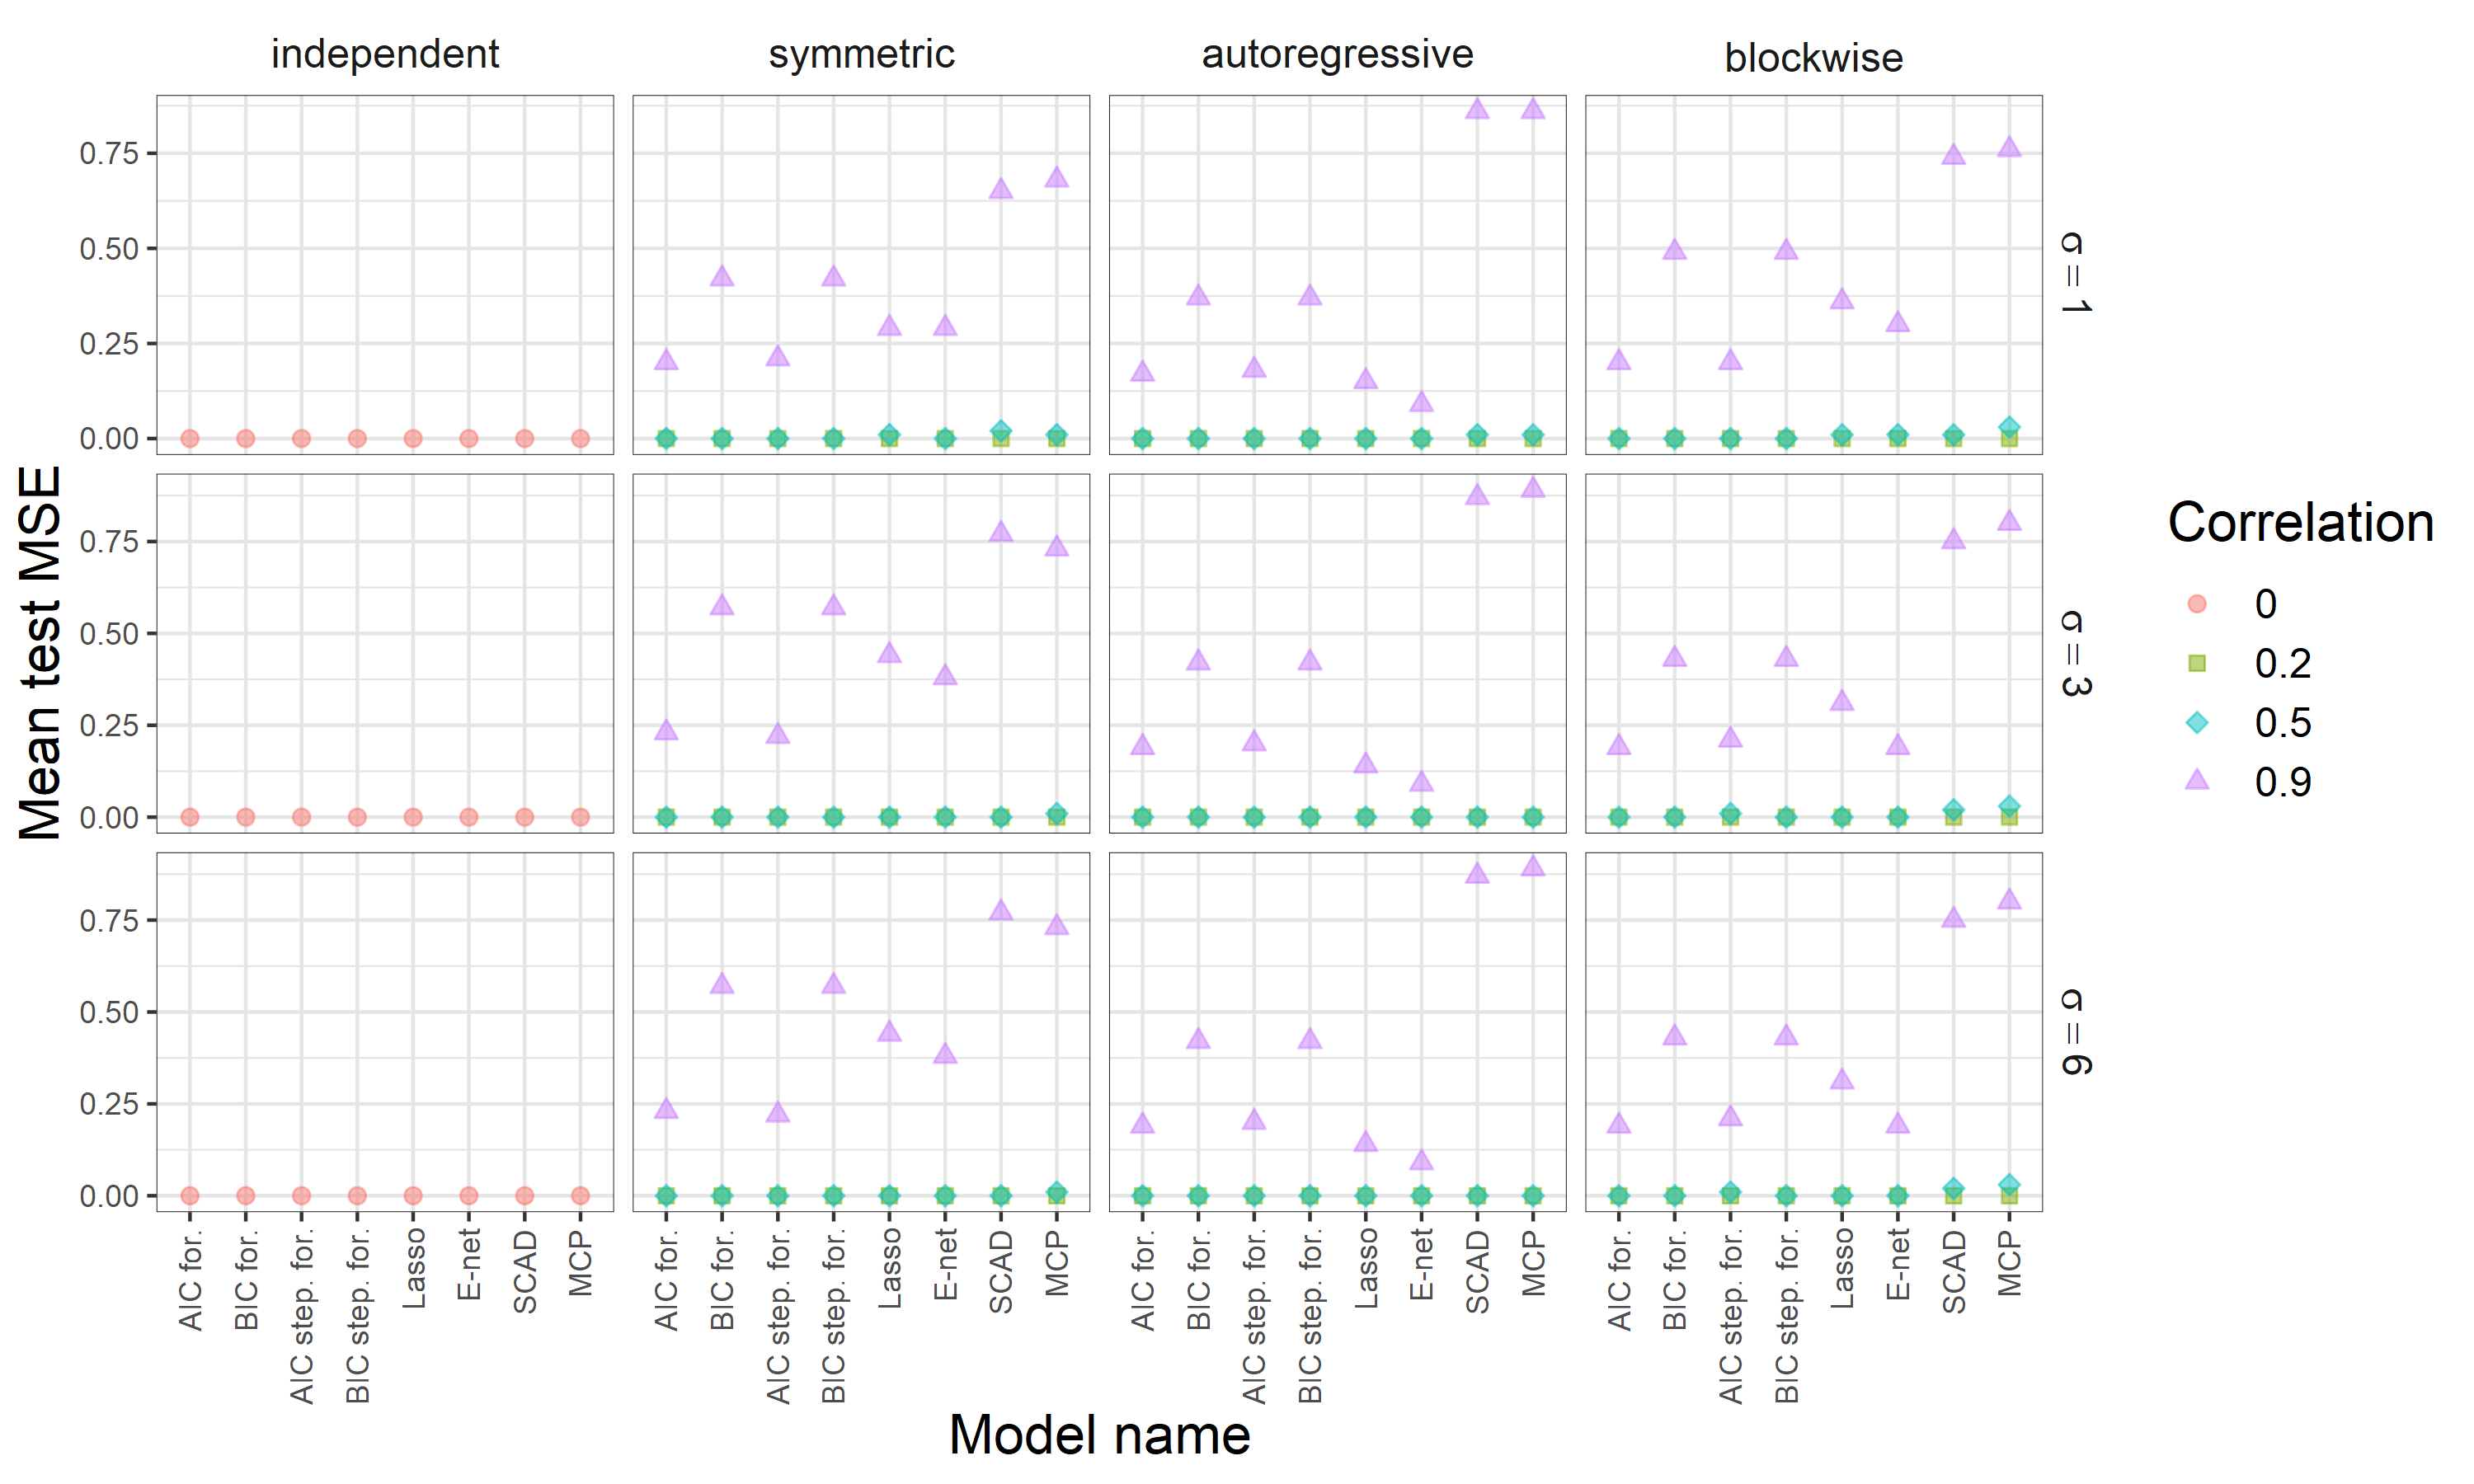 independent symmetric autoregressive blockwise
0.75
0.50
0.25
0.00
σ = 1
0.75
0.50
0.25
0.00
σ = 3
0.75
0.50
0.25
0.00
σ = 6
Mean test MSE
AIC for. BIC for. AIC step. for. BIC step. for. Lasso E-net SCAD MCP
AIC for. BIC for. AIC step. for. BIC step. for. Lasso E-net SCAD MCP
AIC for. BIC for. AIC step. for. BIC step. for. Lasso E-net SCAD MCP
AIC for. BIC for. AIC step. for. BIC step. for. Lasso E-net SCAD MCP
Model name
Correlation
0
0.2
0.5
0.9